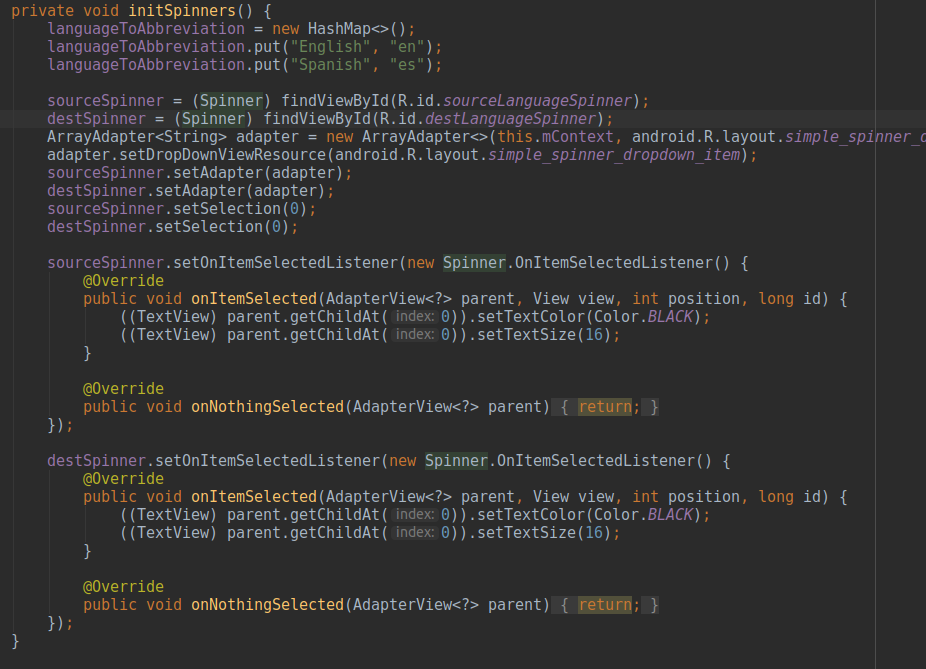 private void initSpinners() {
languageToAbbreviation = new HashMap<>();
languageToAbbreviation.put("English", "en");
languageToAbbreviation.put("Spanish", "es");
sourceSpinner = (Spinner) findViewById(R.id.sourceLanguageSpinner);
destSpinner = (Spinner) findViewById(R.id.destLanguageSpinner);
ArrayAdapter<String> adapter = new ArrayAdapter<>(this.mContext, android.R.layout.simple_spinner_
adapter.setDropDownViewResource(android.R.layout.simple_spinner_dropdown_item);
sourceSpinner.setAdapter(adapter);
destSpinner.setAdapter(adapter);
sourceSpinner.setSelection(0);
destSpinner.setSelection(0);
sourceSpinner.setOnItemSelectedListener(new Spinner.OnItemSelectedListener() {
@Override
public void onItemSelected(AdapterView<?> parent, View view, int position, long id) {
((TextView) parent.getChildAt( index: 0)).setTextColor(Color.BLACK);
((TextView) parent.getChildAt( index: 0)).setTextSize(16);
}
@Override
public void onNothingSelected(AdapterView<?> parent) { return; }
});
destSpinner.setOnItemSelectedListener(new Spinner.OnItemSelectedListener() {
@Override
public void onItemSelected(AdapterView<?> parent, View view, int position, long id) {
((TextView) parent.getChildAt( index: 0)).setTextColor(Color.BLACK);
((TextView) parent.getChildAt( index: 0)).setTextSize(16);
}
@Override
public void onNothingSelected(AdapterView<?> parent) { return; }
});
}